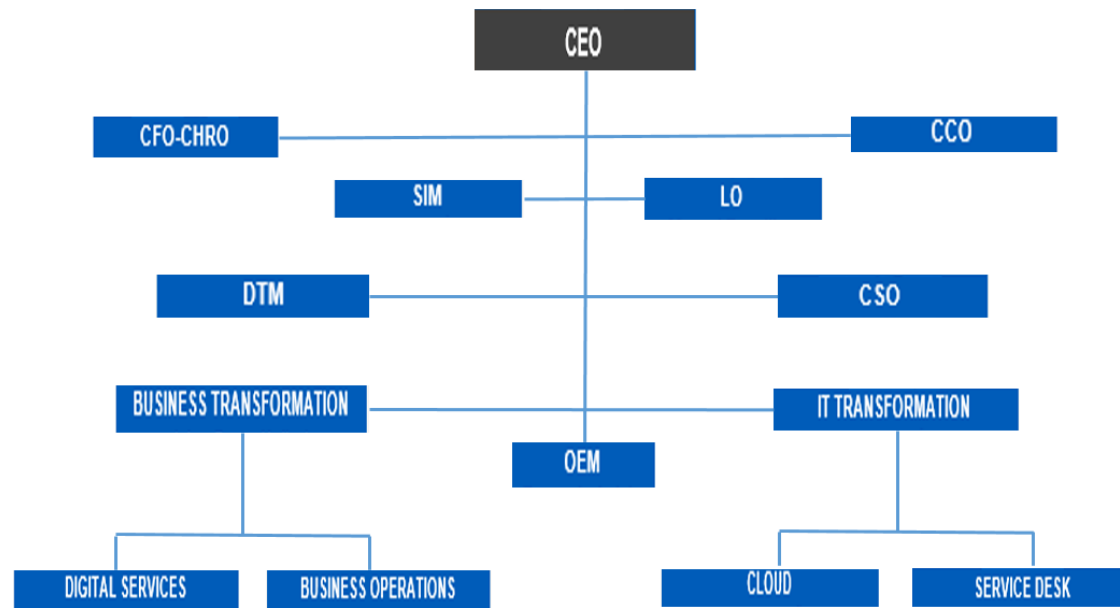 CEO
CFO-CHRO
CCO
SIM
LO
DTM
CSO
BUSINESS TRANSFORMATION
IT TRANSFORMATION
OEM
DIGITAL SERVICES
BUSINESS OPERATIONS
CLOUD
SERVICE DESK